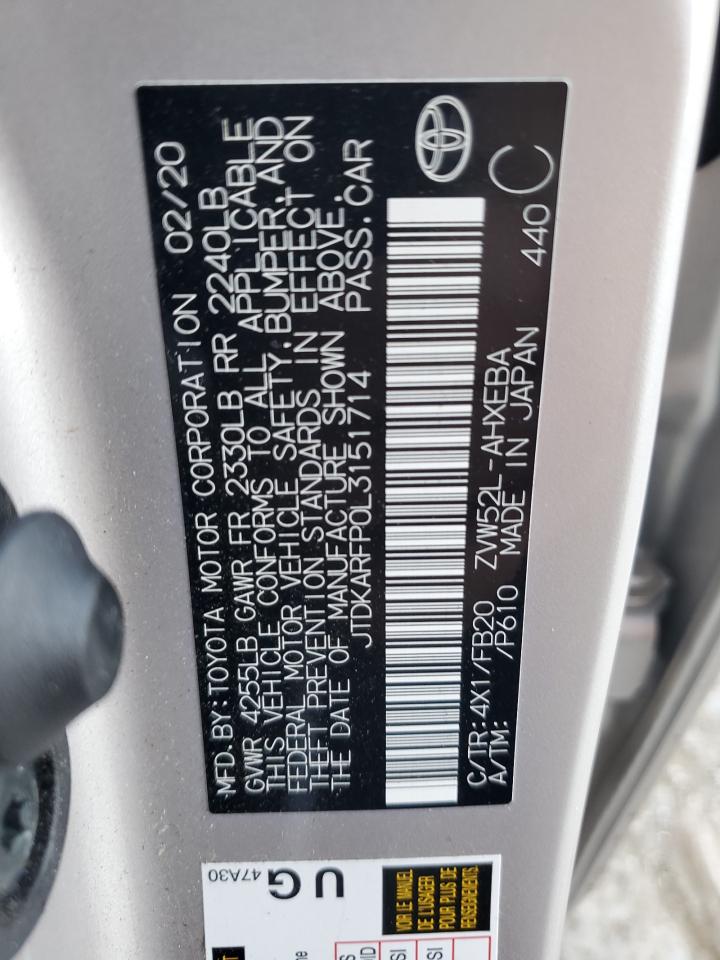 MFD. BY: TOYOTA MOTOR CORPORATION 02/20
GVWR 4255LB GAWR FR 2330LB RR 2240LB
THIS VEHICLE CONFORMS TO ALL APPLICABLE
FEDERAL MOTOR VEHICLE SAFETY, BUMPER, AND
THEFT PREVENTION STANDARDS IN EFFECT ON
THE DATE OF MANUFACTURE SHOWN ABOVE.
JTDKARFP0L3151714 PASS. CAR
C/TR: 4X1/FB20 ZVW52L-AHXEBA 440
A/TM: /P610 MADE IN JAPAN C
47A30
UG
VOIR LE MANUEL
DE L'USAGER
POUR PLUS DE
RENSEIGNEMENTS